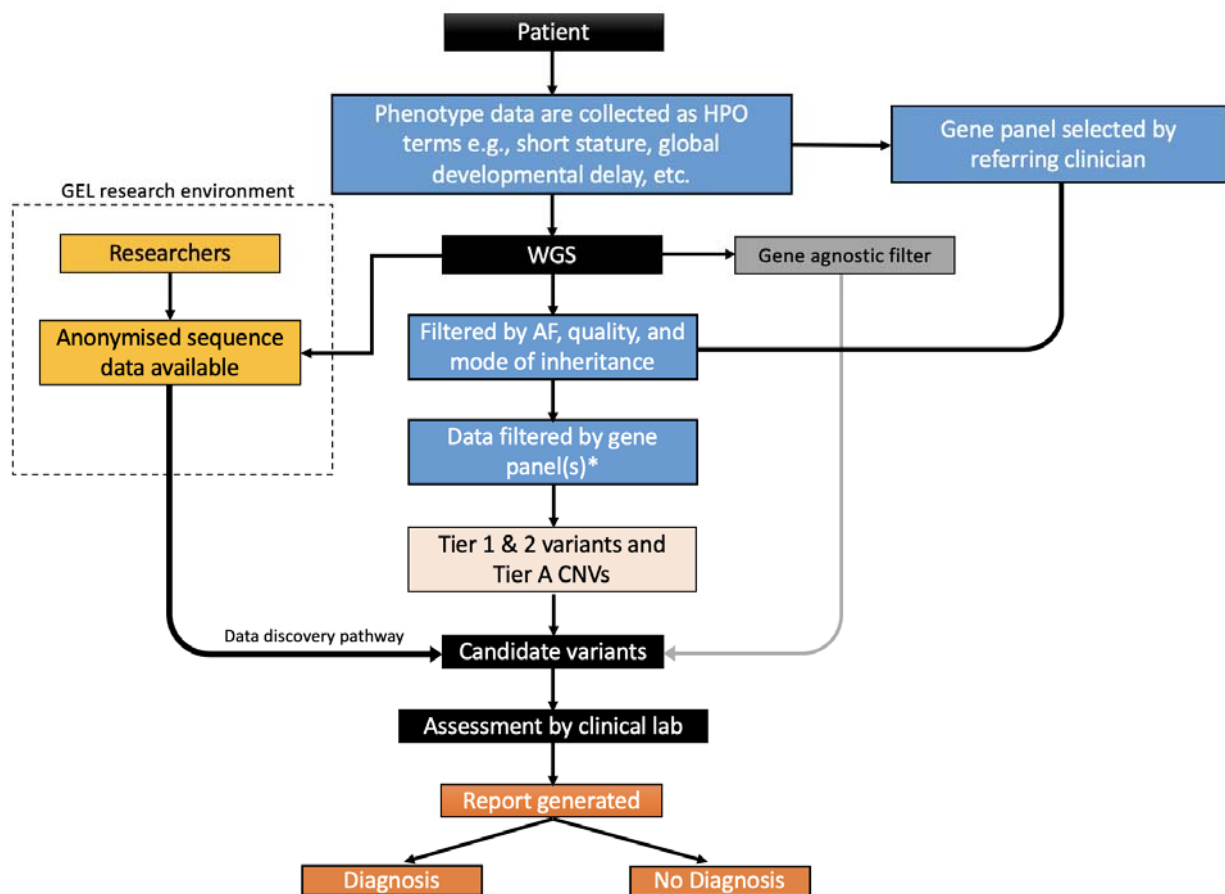 Patient
Phenotype data are collected as HPO
terms e.g., short stature, global
developmental delay, etc.
Gene panel selected by
referring clinician
GEL research environment
Researchers
WGS
Gene agnostic filter
Anonymised sequence
data available
Filtered by AF, quality, and
mode of inheritance
Data filtered by gene
panel(s)*
Tier 1 & 2 variants and
Tier A CNVs
Data discovery pathway
Candidate variants
Assessment by clinical lab
Report generated
Diagnosis
No Diagnosis